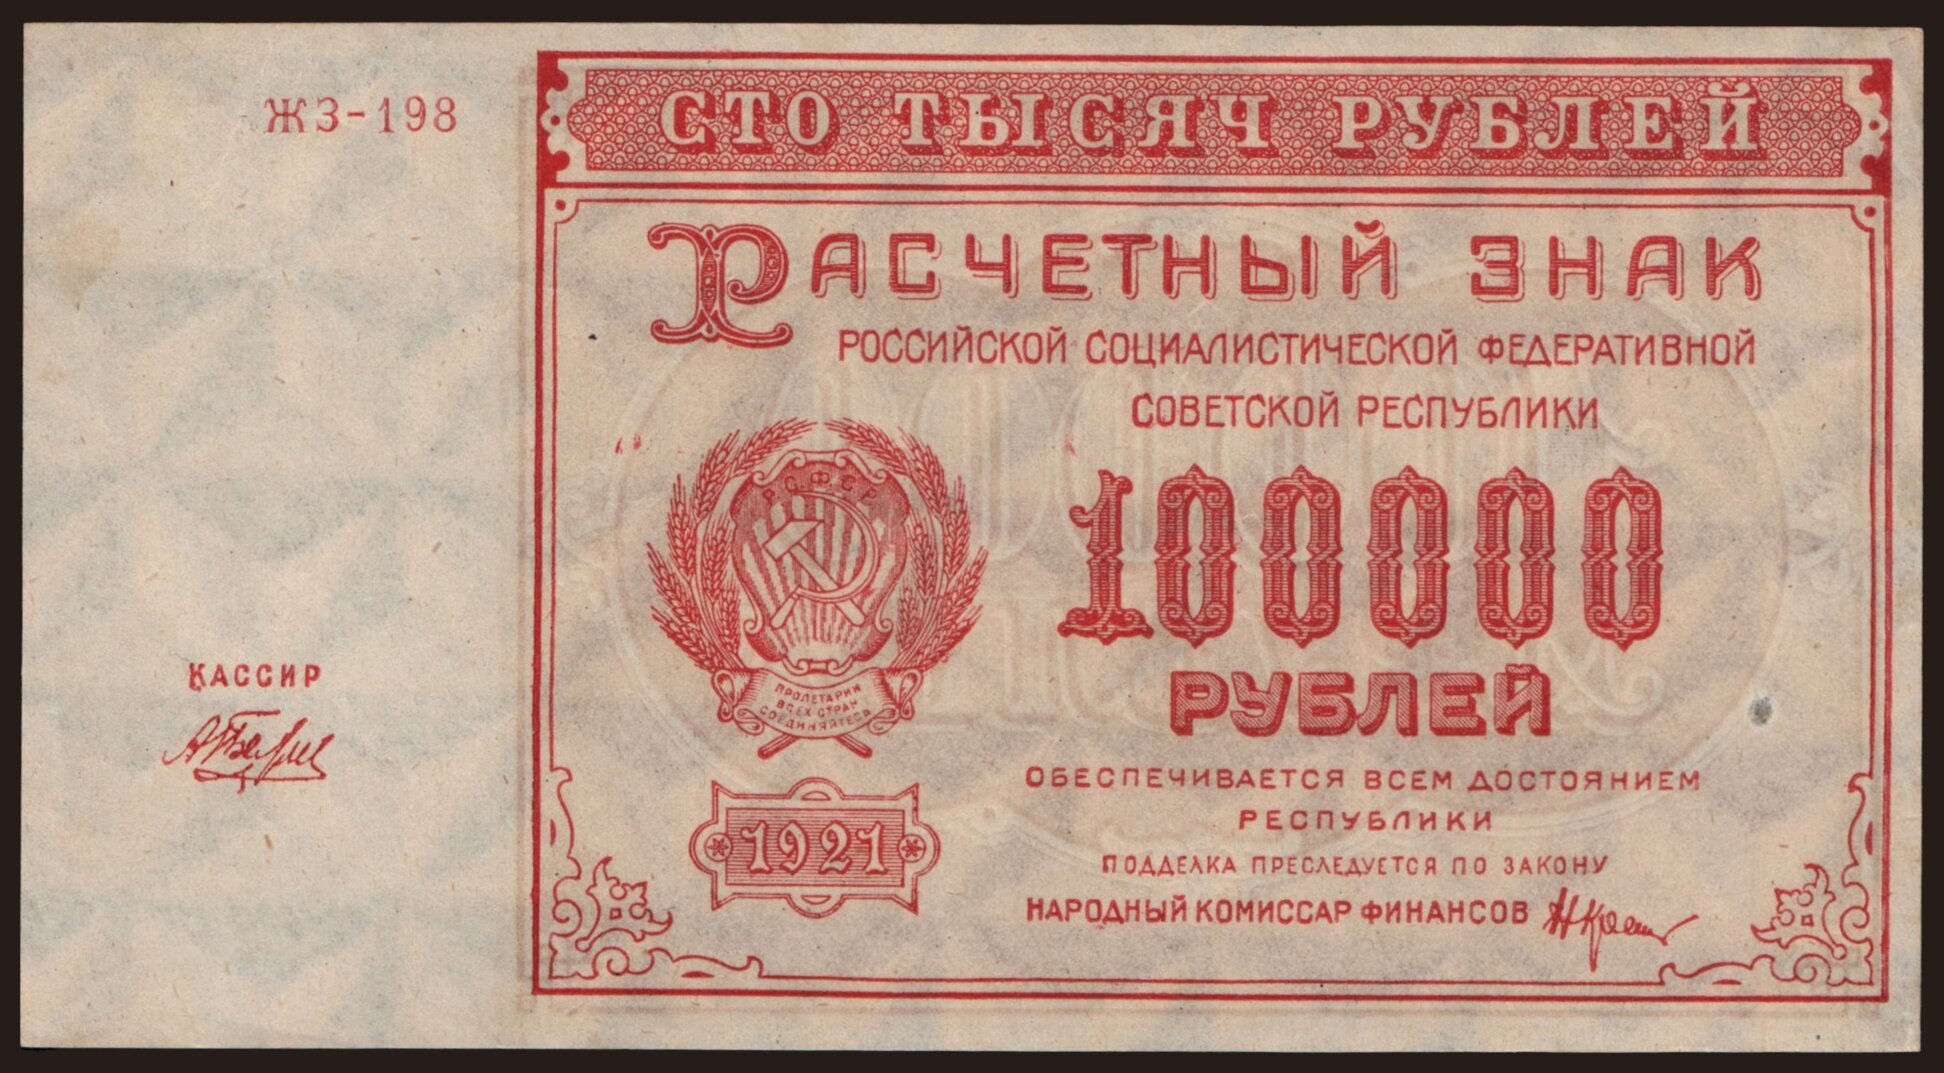 ЖЗ-198
СТО ТЫСЯЧ РУБЛЕЙ
РАСЧЕТНЫЙ ЗНАК
РОССИЙСКОЙ СОЦИАЛИСТИЧЕСКОЙ ФЕДЕРАТИВНОЙ
СОВЕТСКОЙ РЕСПУБЛИКИ
РСФСР
100000
РУБЛЕЙ
ПРОЛЕТАРИИ
ВСЕХ СТРАН
СОЕДИНЯЙТЕСЬ
КАССИР
1921
ОБЕСПЕЧИВАЕТСЯ ВСЕМ ДОСТОЯНИЕМ
РЕСПУБЛИКИ
ПОДДЕЛКА ПРЕСЛЕДУЕТСЯ ПО ЗАКОНУ
НАРОДНЫЙ КОМИССАР ФИНАНСОВ